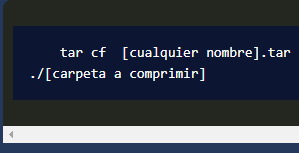 tar cf [cualquier nombre].tar
./[carpeta a comprimir]